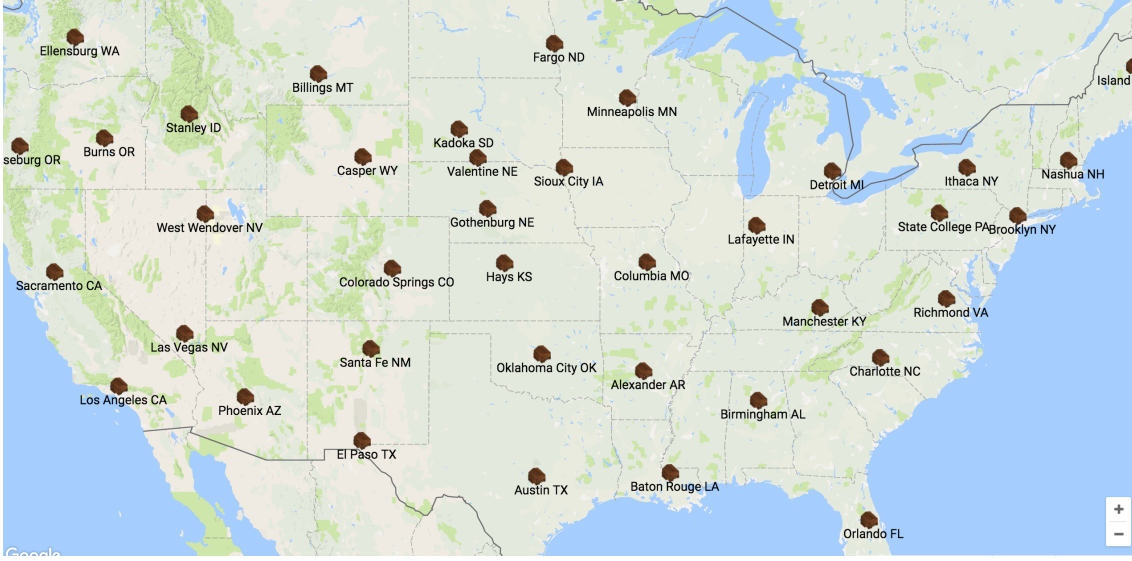 Ellensburg WA
Fargo ND
Island
Billings MT
Minneapolis MN
Stanley ID
Kadoka SD
Burns OR
seburg OR
Casper WY
Valentine NE
Sioux City IA
Detroit MI
Ithaca NY
Nashua NH
West Wendover NV
Gothenburg NE
Lafayette IN
State College PA
Brooklyn NY
Sacramento CA
Colorado Springs CO
Hays KS
Columbia MO
Manchester KY
Richmond VA
Las Vegas NV
Santa Fe NM
Oklahoma City OK
Alexander AR
Charlotte NC
Los Angeles CA
Phoenix AZ
Birmingham AL
El Paso TX
Austin TX
Baton Rouge LA
+
−
Orlando FL
Google